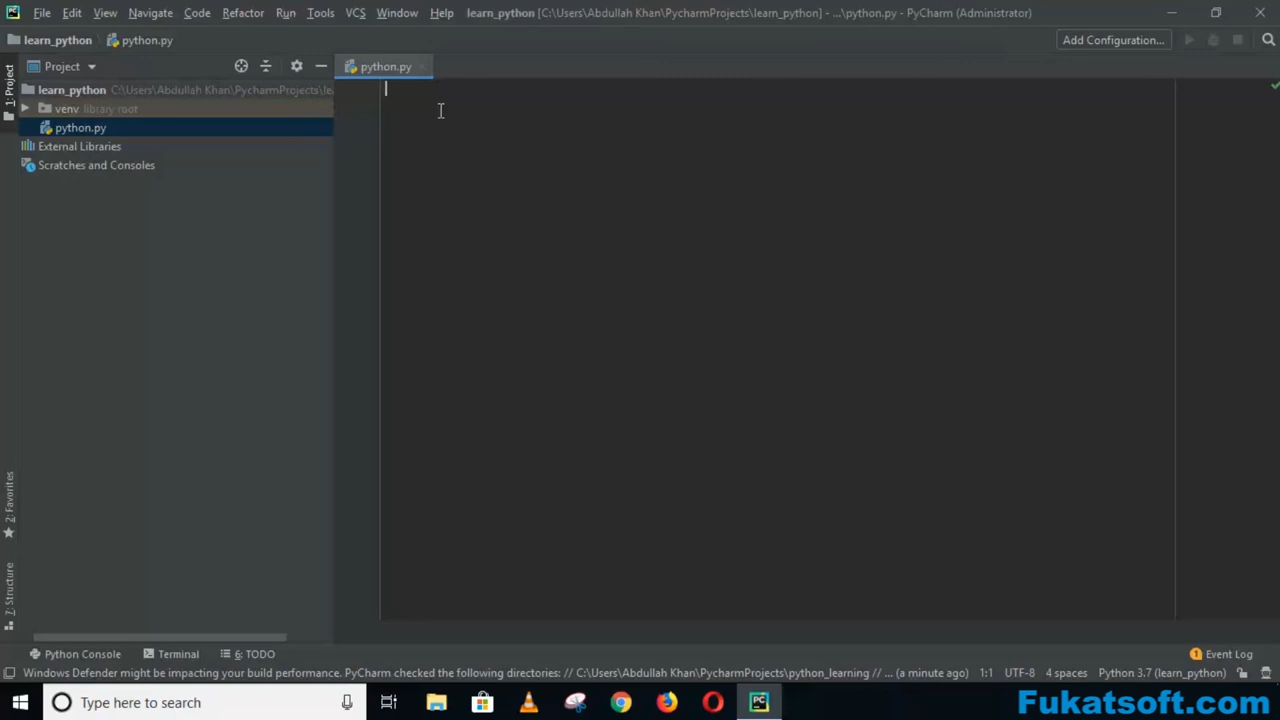 File Edit View Navigate Code Refactor Run Tools VCS Window Help learn_python [C:\Users\Abdullah Khan\PycharmProjects\learn_python] - ...\python.py - PyCharm (Administrator)
learn_python python.py Add Configuration...
1: Project
Project
python.py
learn_python C:\Users\Abdullah Khan\PycharmProjects\le
venv library root
python.py
External Libraries
Scratches and Consoles
2: Favorites
7: Structure
Python Console Terminal 6: TODO 1 Event Log
Windows Defender might be impacting your build performance. PyCharm checked the following directories: // C:\Users\Abdullah Khan\PycharmProjects\python_learning // ... (a minute ago) 1:1 UTF-8 4 spaces Python 3.7 (learn_python)
Type here to search
PC
Fukatsoft.com